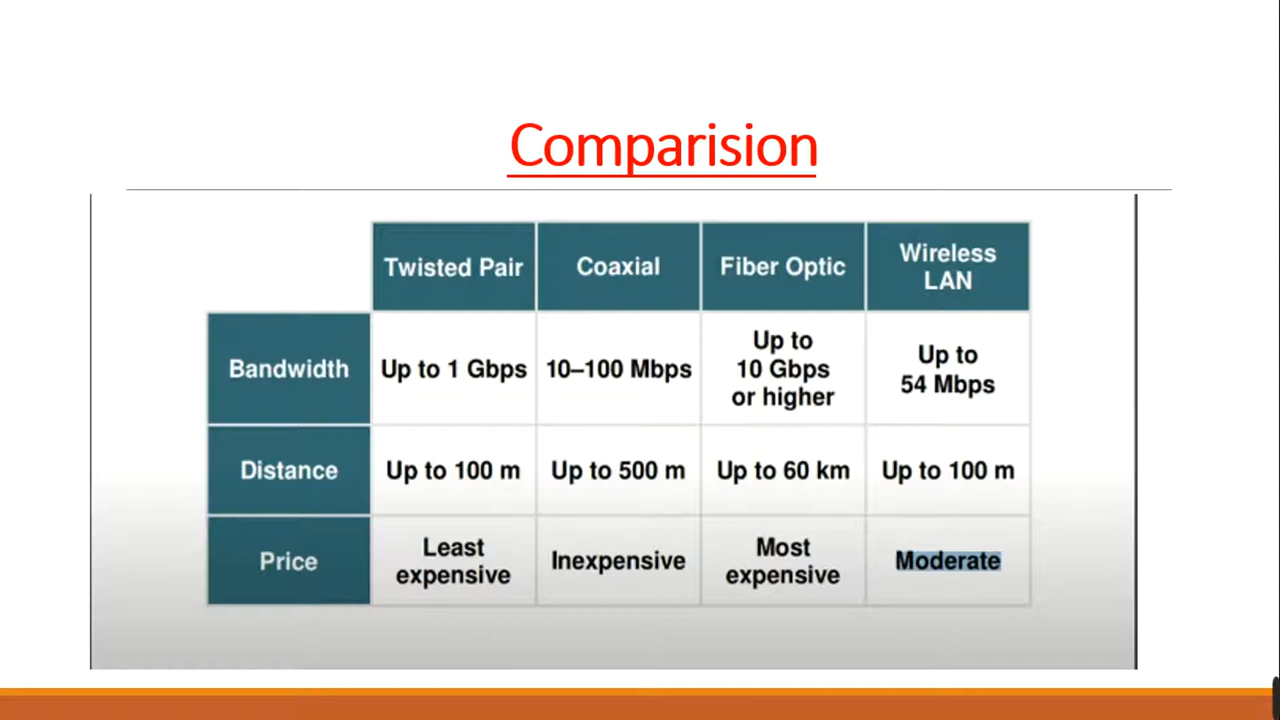 Comparision
Twisted Pair
Coaxial
Fiber Optic
Wireless
LAN
Bandwidth
Up to 1 Gbps
10–100 Mbps
Up to
10 Gbps
or higher
Up to
54 Mbps
Distance
Up to 100 m
Up to 500 m
Up to 60 km
Up to 100 m
Price
Least
expensive
Inexpensive
Most
expensive
Moderate